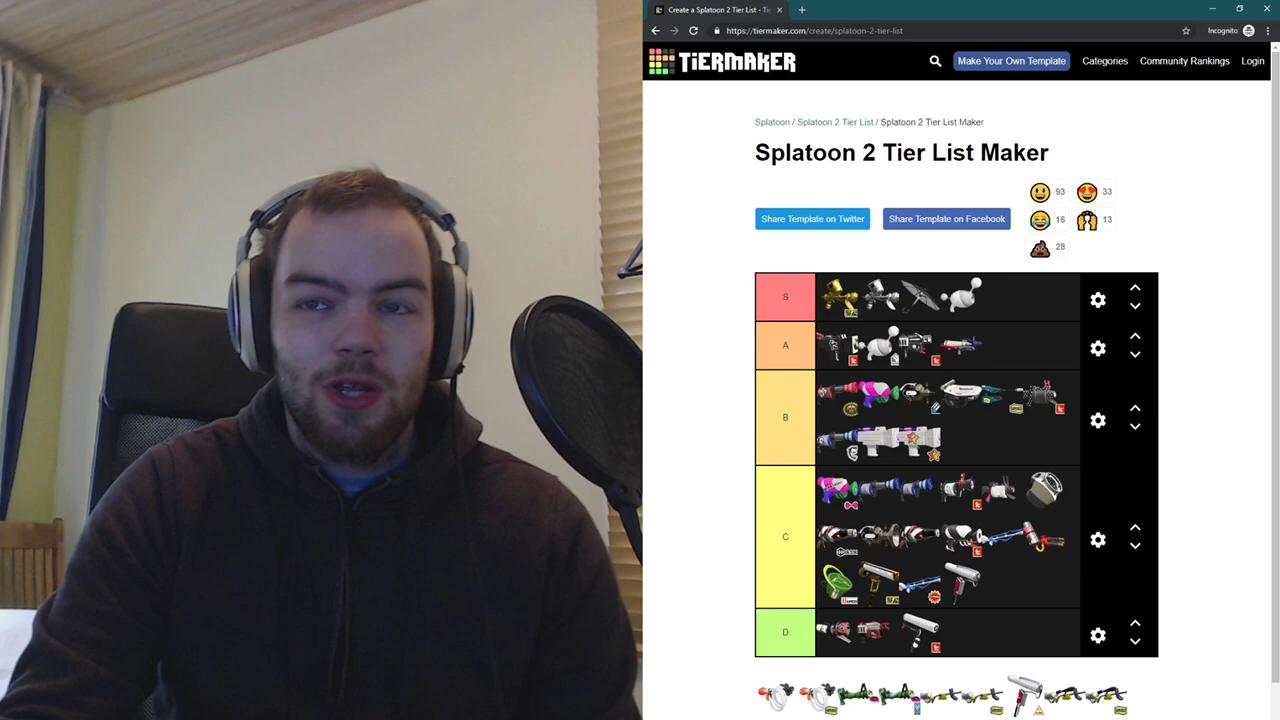 Create a Splatoon 2 Tier List - Tie
https://tiermaker.com/create/splatoon-2-tier-list
Incognito
TiERMAKER
Make Your Own Template
Categories
Community Rankings
Login
Splatoon / Splatoon 2 Tier List / Splatoon 2 Tier List Maker
Splatoon 2 Tier List Maker
93
33
Share Template on Twitter
Share Template on Facebook
16
13
28
S
A
B
C
D